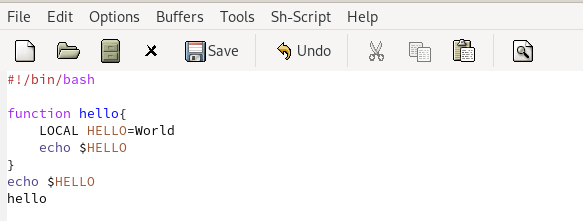 File Edit Options Buffers Tools Sh-Script Help
Save Undo
#!/bin/bash
function hello{
    LOCAL HELLO=World
    echo $HELLO
}
echo $HELLO
hello